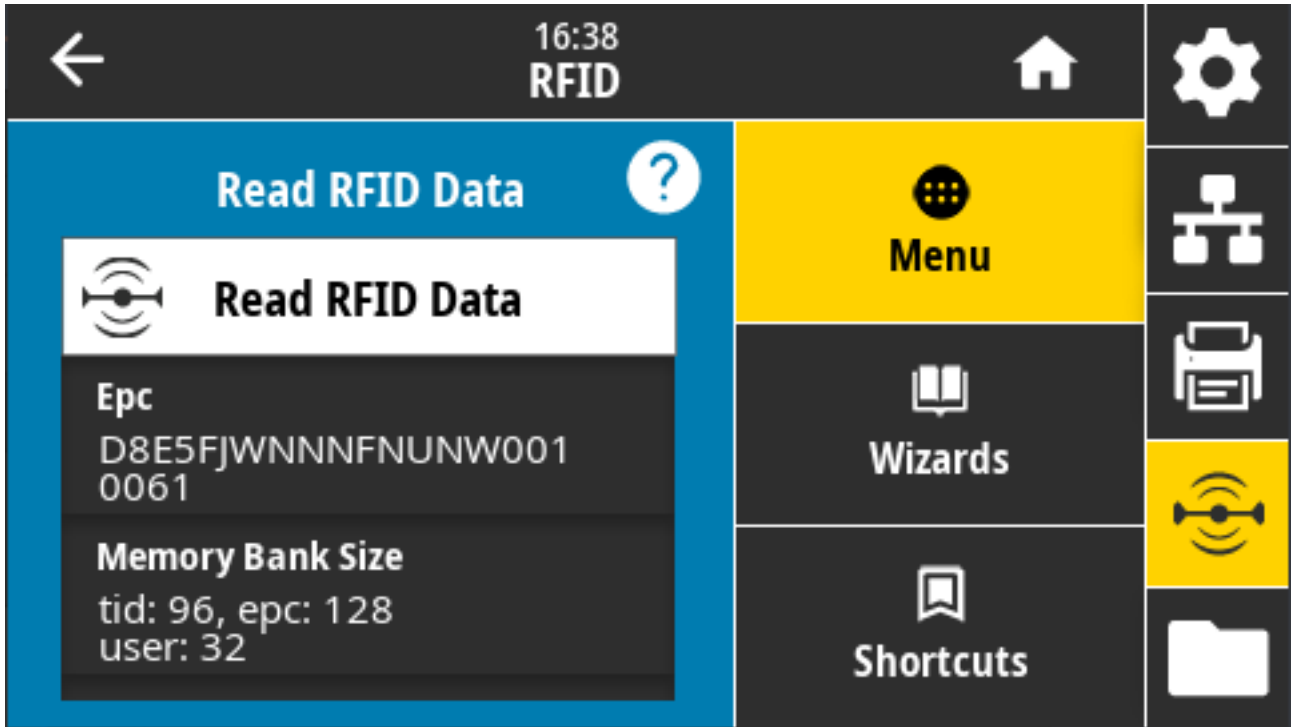 16:38
RFID
Read RFID Data
?
Read RFID Data
Epc
D8E5FJWNNNFNUNW001
0061
Memory Bank Size
tid: 96, epc: 128
user: 32
Menu
Wizards
Shortcuts